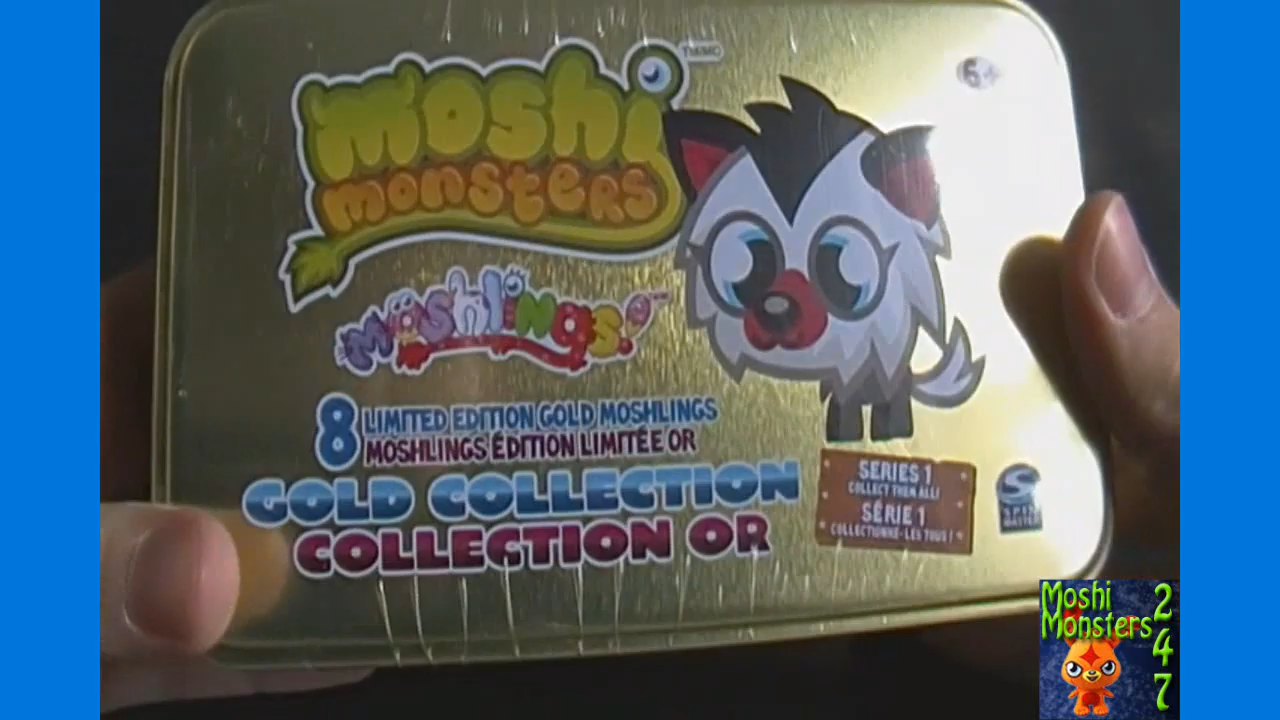 Moshi
TM/MC
monsters
6+
Moshlings!
8 LIMITED EDITION GOLD MOSHLINGS
MOSHLINGS ÉDITION LIMITÉE OR
GOLD COLLECTION
COLLECTION OR
SERIES 1
COLLECT THEM ALL!
SÉRIE 1
COLLECTIONNE-LES TOUS !
SPIN
MASTER
Moshi
Monsters
247